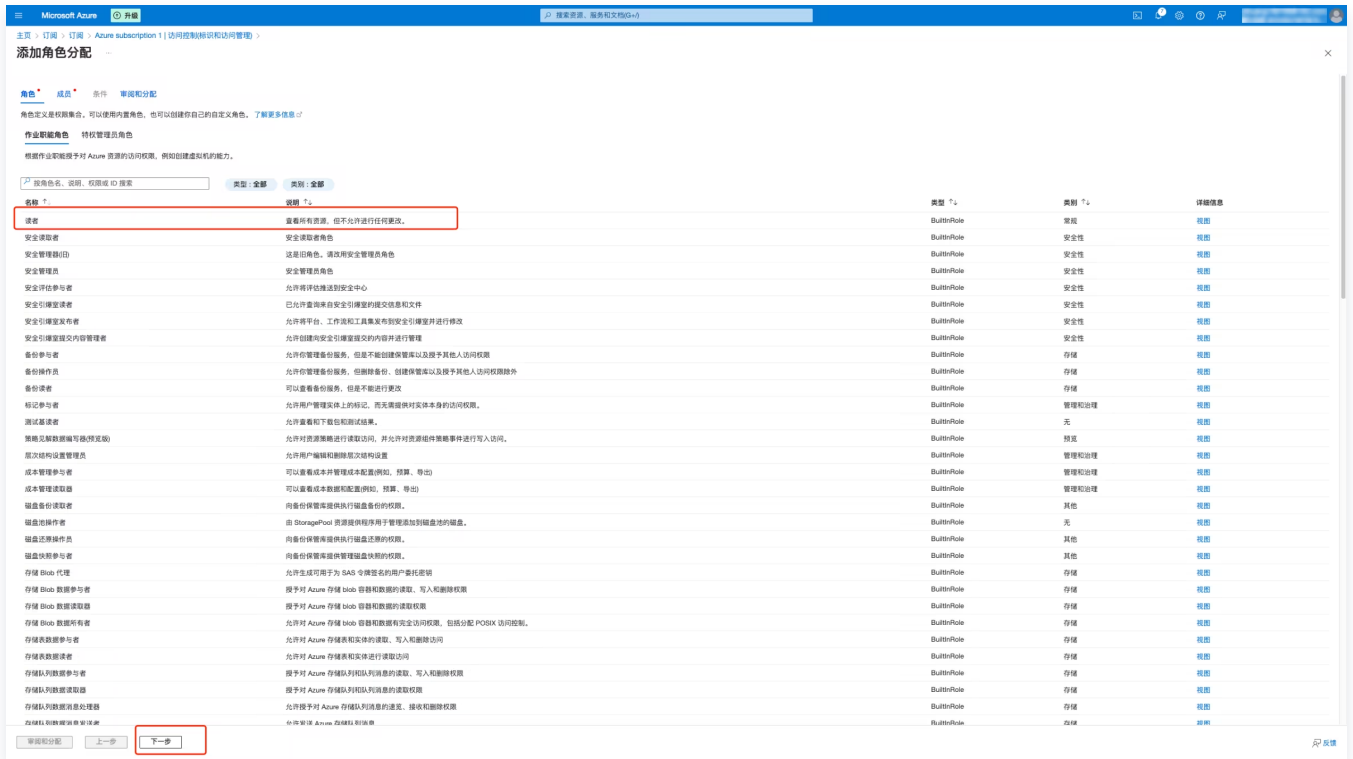 Microsoft Azure 升级 搜索资源、服务和文档(G+/)
主页 > 订阅 > 订阅 > Azure subscription 1 | 访问控制(标识和访问管理) >
添加角色分配 ...
角色 成员 条件 审阅和分配
角色定义是权限集合。可以使用内置角色，也可以创建你自己的自定义角色。 了解更多信息
作业职能角色 特权管理员角色
根据作业职能授予对 Azure 资源的访问权限，例如创建虚拟机的能力。
按角色名、说明、权限或 ID 搜索 类型 : 全部 类别 : 全部
名称 ↑↓ 说明 ↑↓ 类型 ↑↓ 类别 ↑↓ 详细信息
读者 查看所有资源，但不允许进行任何更改。 BuiltInRole 常规 视图
安全读取者 安全读取者角色 BuiltInRole 安全性 视图
安全管理器(旧) 这是旧角色。请改用安全管理员角色 BuiltInRole 安全性 视图
安全管理员 安全管理员角色 BuiltInRole 安全性 视图
安全评估参与者 允许将评估推送到安全中心 BuiltInRole 安全性 视图
安全引爆室读者 已允许查询来自安全引爆室的提交信息和文件 BuiltInRole 安全性 视图
安全引爆室发布者 允许将平台、工作流和工具集发布到安全引爆室并进行修改 BuiltInRole 安全性 视图
安全引爆室提交内容管理者 允许创建向安全引爆室提交的内容并进行管理 BuiltInRole 安全性 视图
备份参与者 允许你管理备份服务，但是不能创建保管库以及授予其他人访问权限 BuiltInRole 存储 视图
备份操作员 允许你管理备份服务，但删除备份、创建保管库以及授予其他人访问权限除外 BuiltInRole 存储 视图
备份读者 可以查看备份服务，但是不能进行更改 BuiltInRole 存储 视图
标记参与者 允许用户管理实体上的标记，而无需提供对实体本身的访问权限。 BuiltInRole 管理和治理 视图
测试基读者 允许查看和下载包和测试结果。 BuiltInRole 无 视图
策略见解数据编写器(预览版) 允许对资源策略进行读取访问，并允许对资源组件策略事件进行写入访问。 BuiltInRole 预览 视图
层次结构设置管理员 允许用户编辑和删除层次结构设置 BuiltInRole 管理和治理 视图
成本管理参与者 可以查看成本并管理成本配置(例如，预算、导出) BuiltInRole 管理和治理 视图
成本管理读取器 可以查看成本数据和配置(例如，预算、导出) BuiltInRole 管理和治理 视图
磁盘备份读取者 向备份保管库提供执行磁盘备份的权限。 BuiltInRole 其他 视图
磁盘池操作者 由 StoragePool 资源提供程序用于管理添加到磁盘池的磁盘。 BuiltInRole 无 视图
磁盘还原操作员 向备份保管库提供执行磁盘还原的权限。 BuiltInRole 其他 视图
磁盘快照参与者 向备份保管库提供管理磁盘快照的权限。 BuiltInRole 其他 视图
存储 Blob 代理 允许生成可用于为 SAS 令牌签名的用户委托密钥 BuiltInRole 存储 视图
存储 Blob 数据参与者 授予对 Azure 存储 blob 容器和数据的读取、写入和删除权限 BuiltInRole 存储 视图
存储 Blob 数据读取器 授予对 Azure 存储 blob 容器和数据的读取权限 BuiltInRole 存储 视图
存储 Blob 数据所有者 允许对 Azure 存储 blob 容器和数据有完全访问权限，包括分配 POSIX 访问控制。 BuiltInRole 存储 视图
存储表数据参与者 允许对 Azure 存储表和实体的读取、写入和删除访问 BuiltInRole 存储 视图
存储表数据读者 允许对 Azure 存储表和实体进行读取访问 BuiltInRole 存储 视图
存储队列数据参与者 授予对 Azure 存储队列和队列消息的读取、写入和删除权限 BuiltInRole 存储 视图
存储队列数据读取器 授予对 Azure 存储队列和队列消息的读取权限 BuiltInRole 存储 视图
存储队列数据消息处理器 允许授予对 Azure 存储队列消息的速览、接收和删除权限 BuiltInRole 存储 视图
存储队列数据消息发送者 允许发送 Azure 存储队列消息 BuiltInRole 存储 视图
审阅和分配 上一步 下一步 反馈